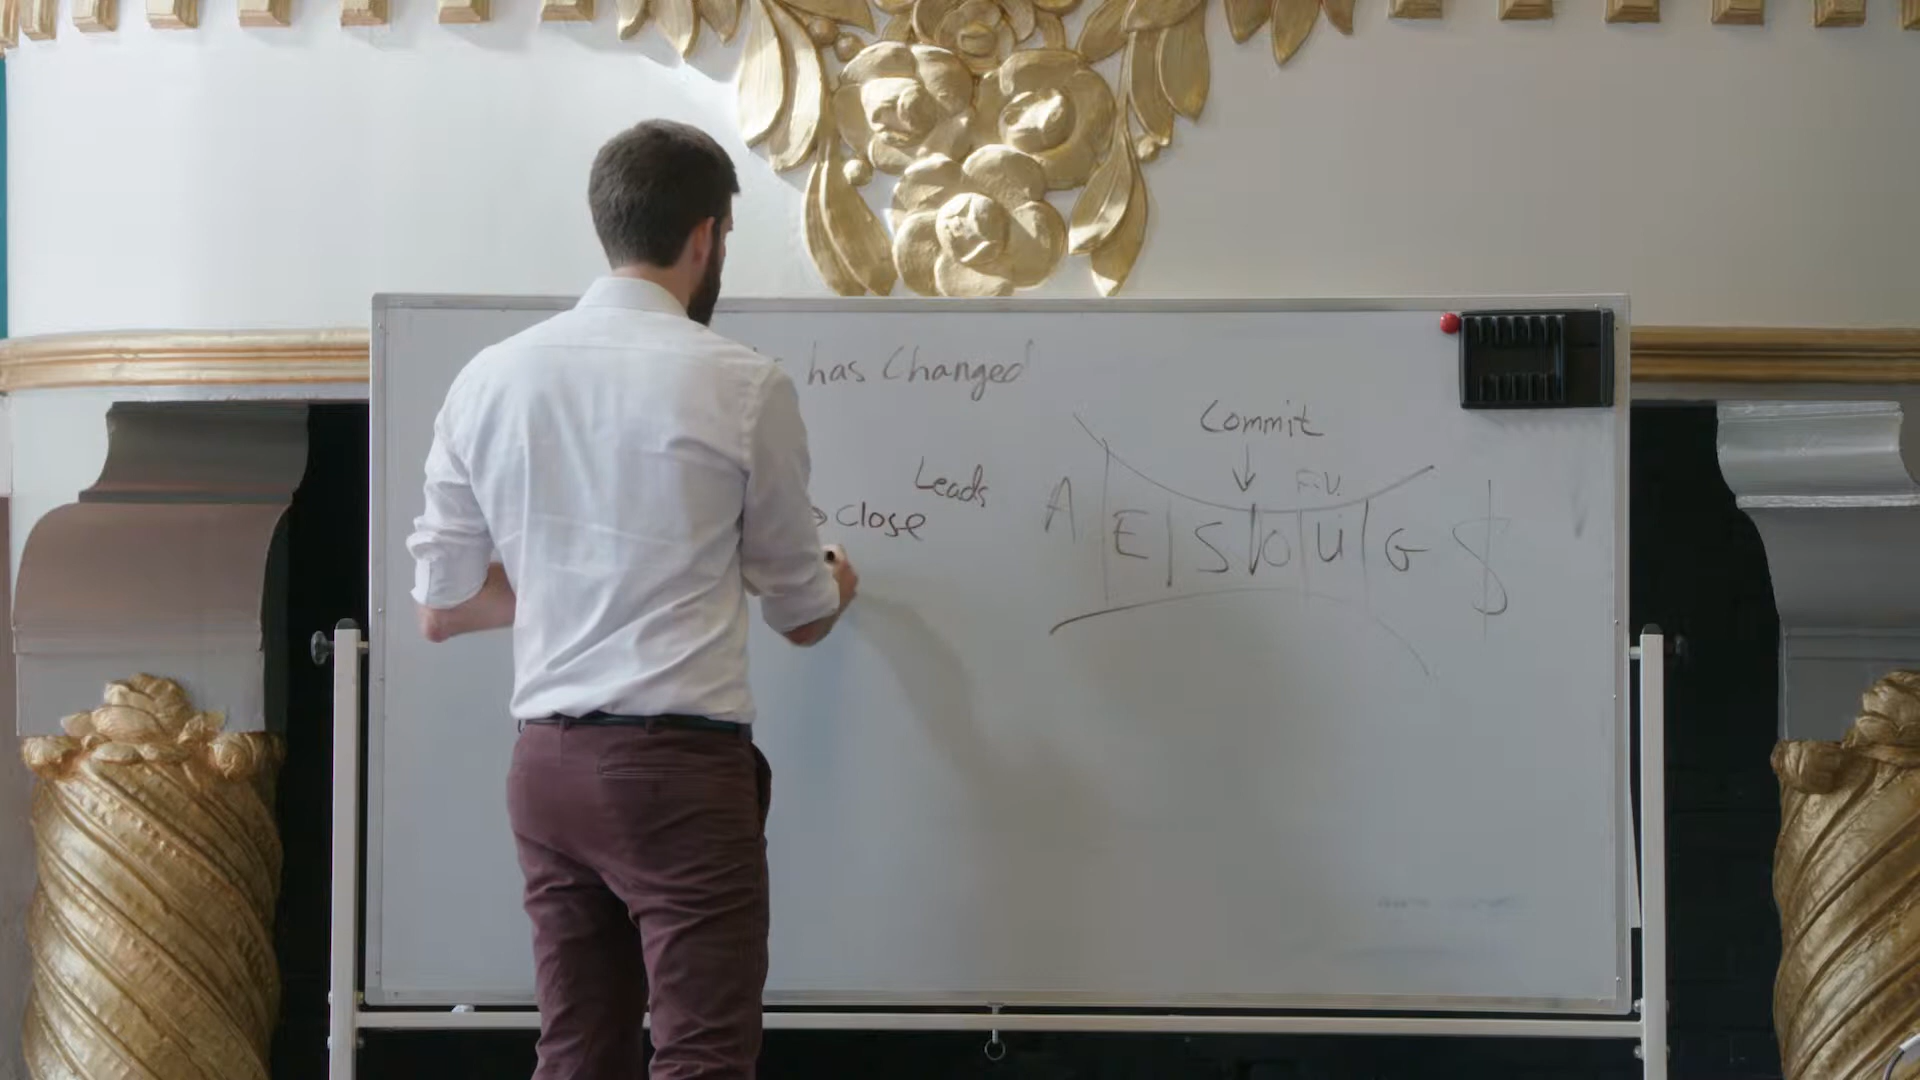 has Changed
Commit
Leads
→ Close
F.V.
A E S O U G $